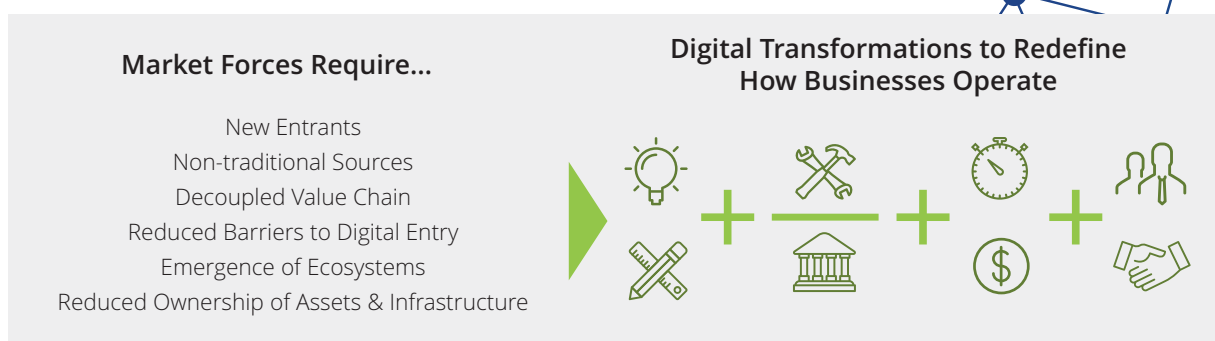 Market Forces Require...
New Entrants
Non-traditional Sources
Decoupled Value Chain
Reduced Barriers to Digital Entry
Emergence of Ecosystems
Reduced Ownership of Assets & Infrastructure
Digital Transformations to Redefine
How Businesses Operate